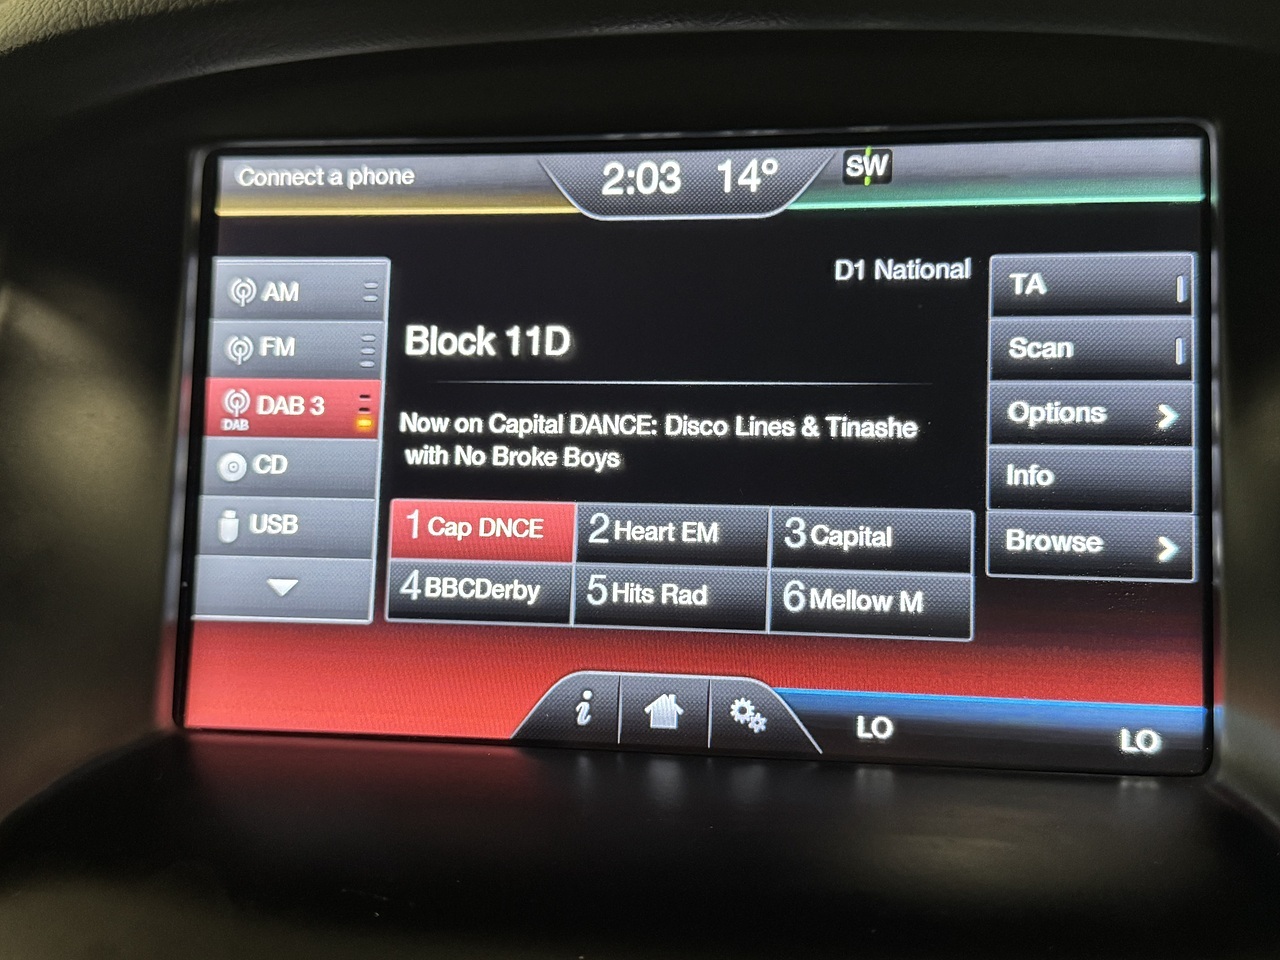 Connect a phone
2:03 14°
SW
D1 National
AM
FM
DAB 3
DAB
CD
USB
Block 11D
Now on Capital DANCE: Disco Lines & Tinashe
with No Broke Boys
1 Cap DNCE
2 Heart EM
3 Capital
4 BBCDerby
5 Hits Rad
6 Mellow M
TA
Scan
Options
Info
Browse
i
LO
LO